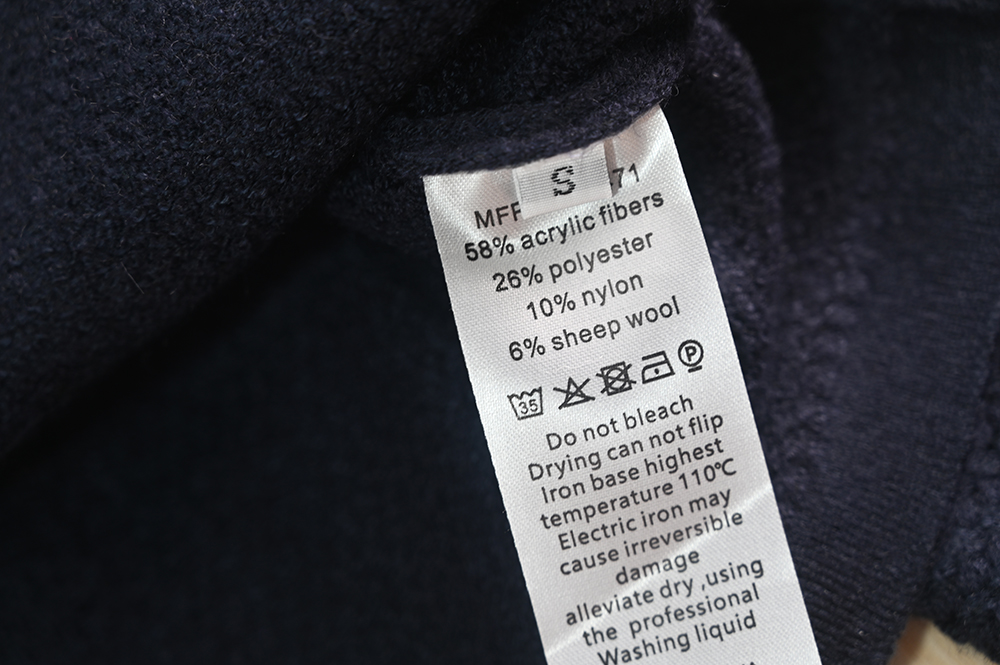 S
MFF 71
58% acrylic fibers
26% polyester
10% nylon
6% sheep wool
35 P
Do not bleach
Drying can not flip
Iron base highest
temperature 110℃
Electric iron may
cause irreversible
damage
alleviate dry ,using
the professional
Washing liquid